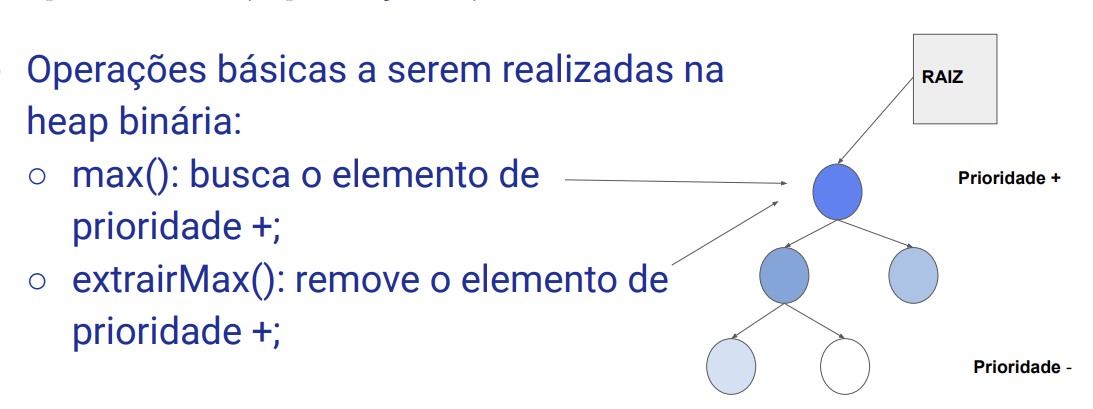 Operações básicas a serem realizadas na
heap binária:
○ max(): busca o elemento de
prioridade +;
○ extrairMax(): remove o elemento de
prioridade +;
RAIZ
Prioridade +
Prioridade -